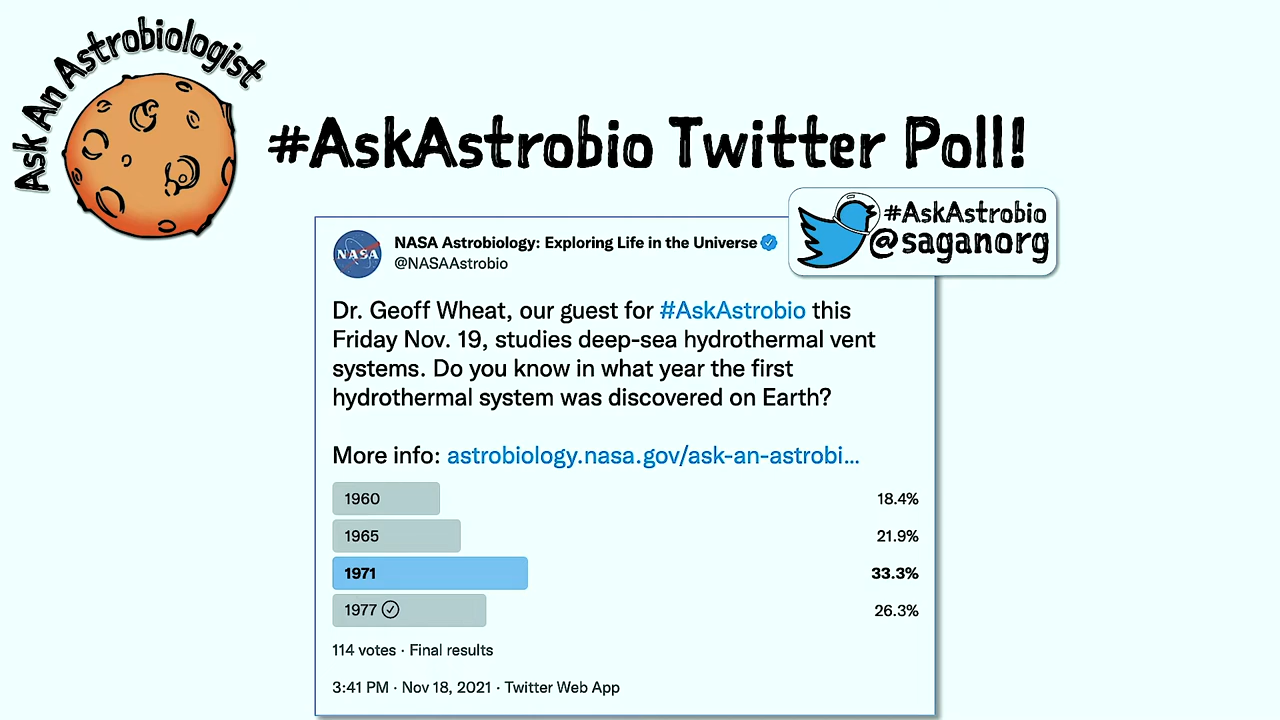 Ask An Astrobiologist
#AskAstrobio Twitter Poll!
#AskAstrobio
@saganorg
NASA
NASA Astrobiology: Exploring Life in the Universe
@NASAAstrobio
Dr. Geoff Wheat, our guest for #AskAstrobio this
Friday Nov. 19, studies deep-sea hydrothermal vent
systems. Do you know in what year the first
hydrothermal system was discovered on Earth?
More info: astrobiology.nasa.gov/ask-an-astrobi...
1960 18.4%
1965 21.9%
1971 33.3%
1977 26.3%
114 votes · Final results
3:41 PM · Nov 18, 2021 · Twitter Web App